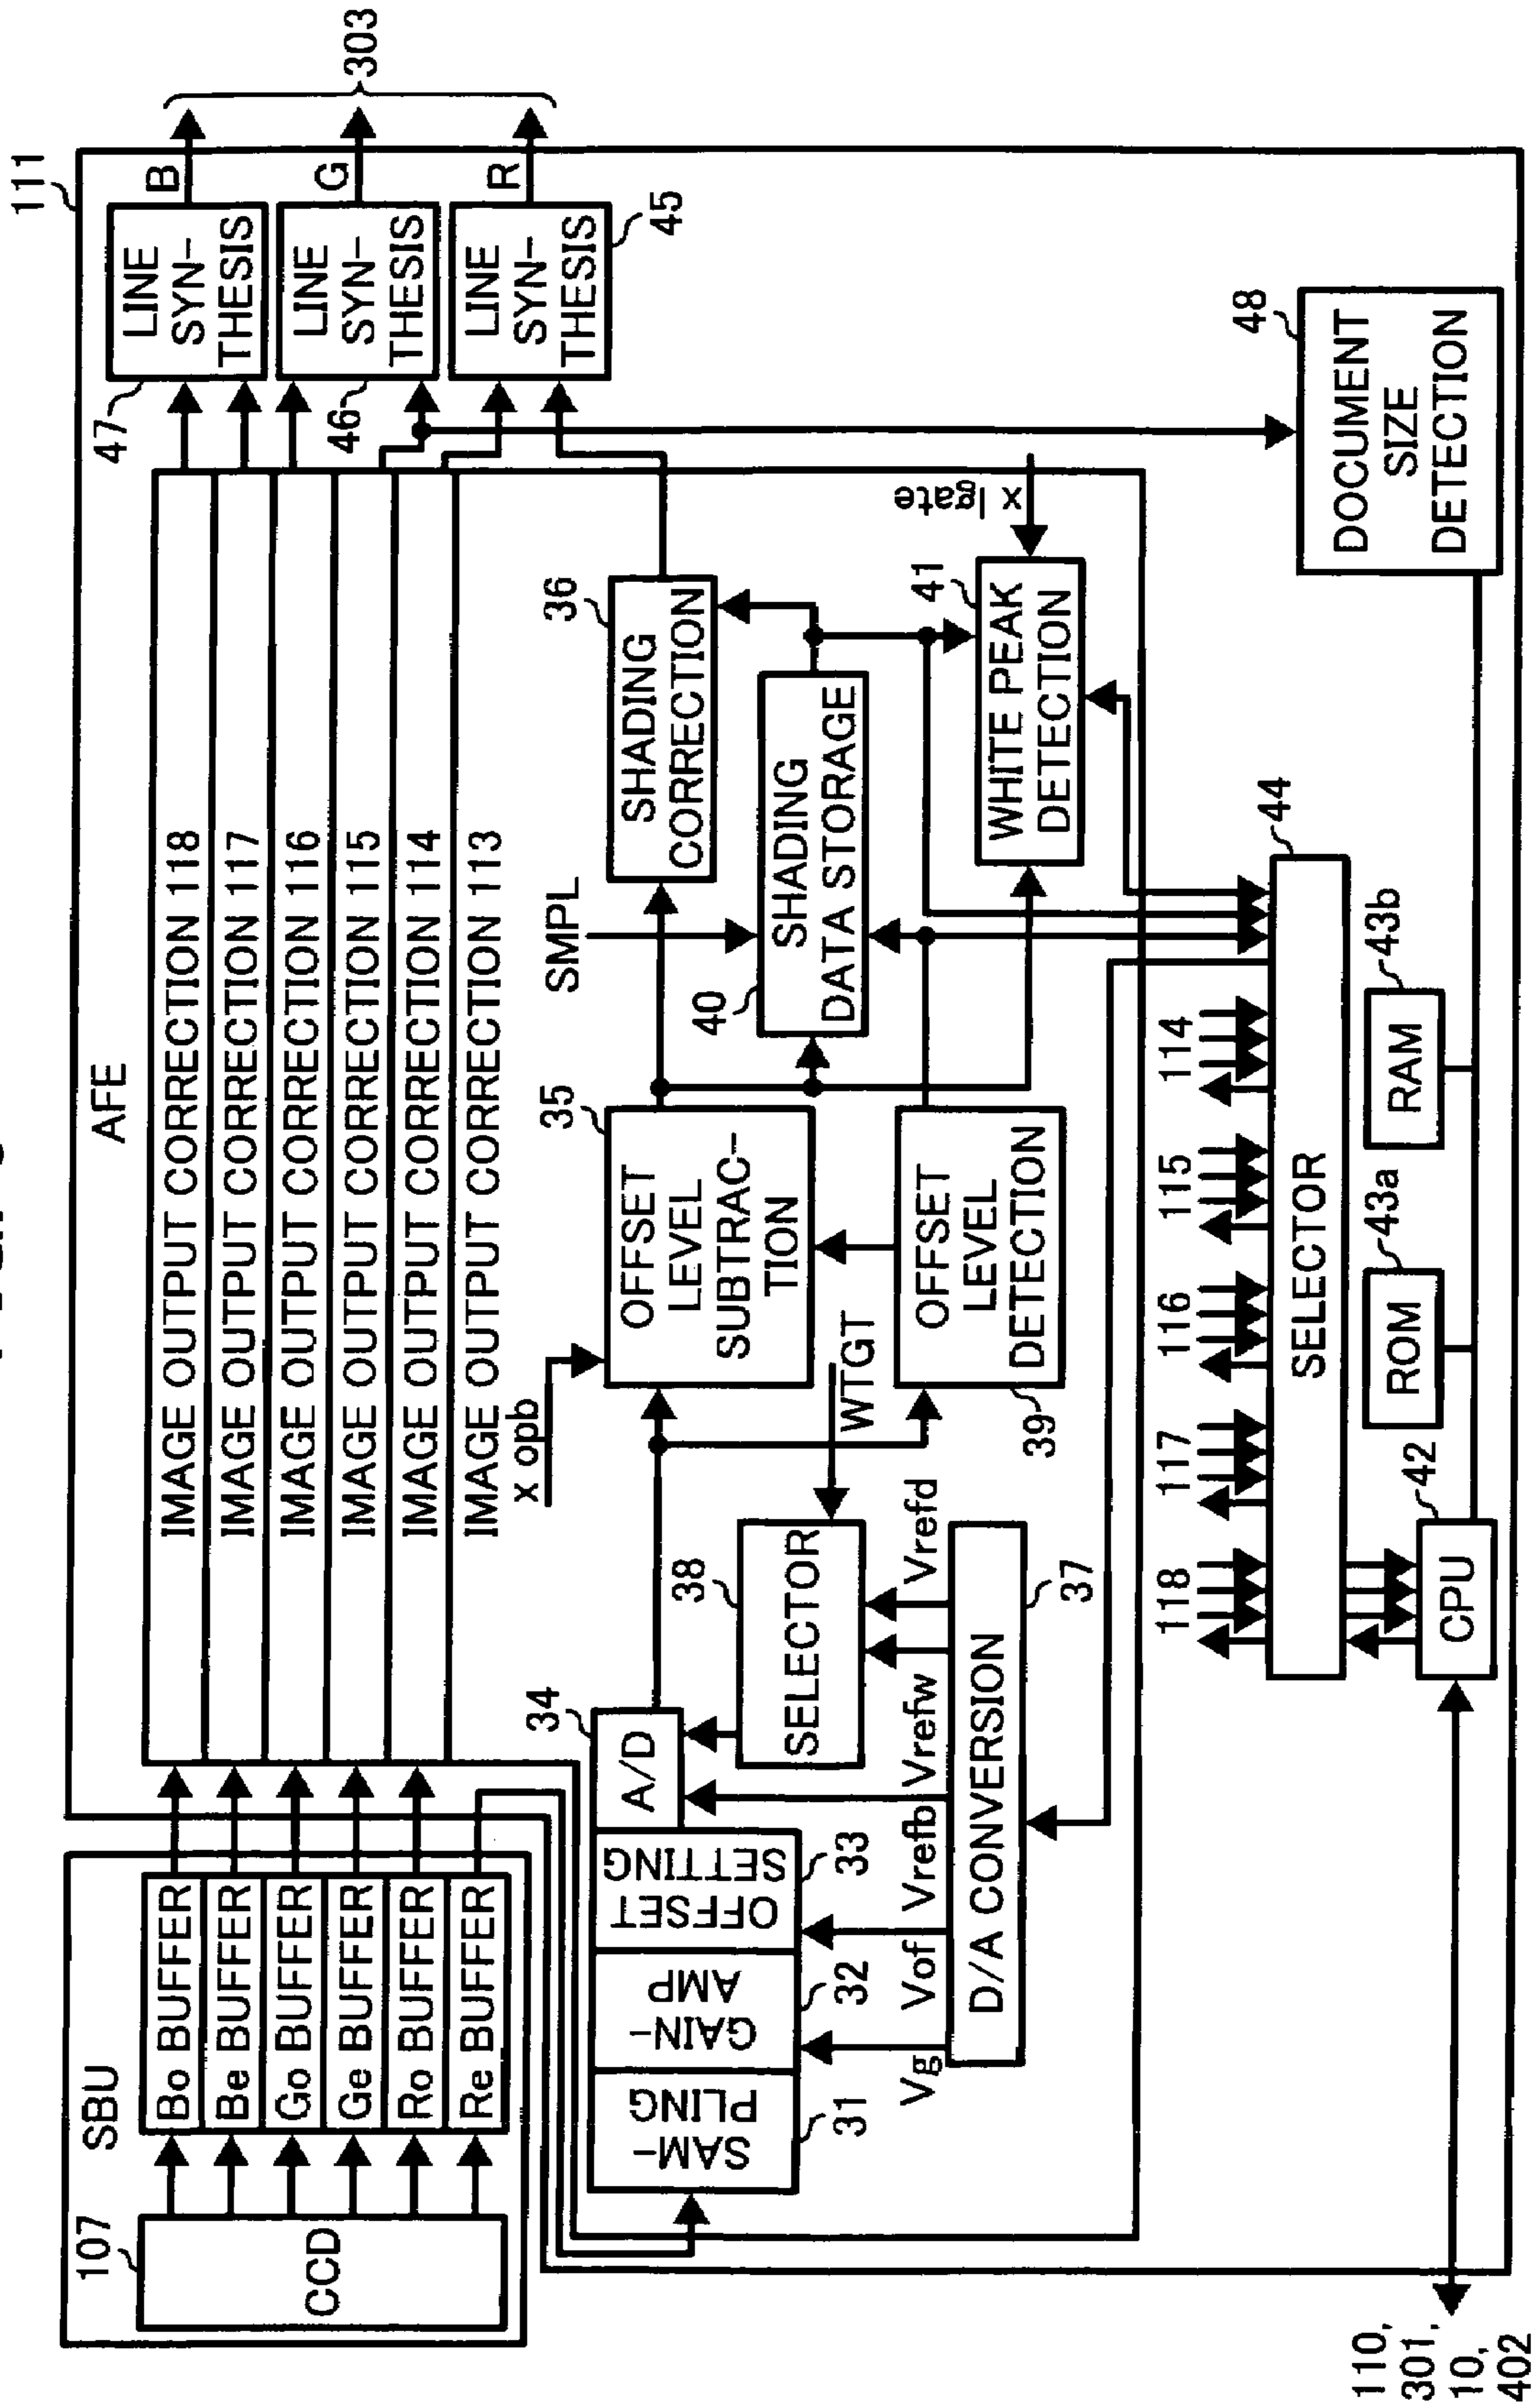 111
AFE
303
SBU
107
CCD
Bo BUFFER
Be BUFFER
Go BUFFER
Ge BUFFER
Ro BUFFER
Re BUFFER
IMAGE OUTPUT CORRECTION 118
IMAGE OUTPUT CORRECTION 117
IMAGE OUTPUT CORRECTION 116
IMAGE OUTPUT CORRECTION 115
IMAGE OUTPUT CORRECTION 114
IMAGE OUTPUT CORRECTION 113
47
LINE
SYN-
THESIS
B
46
LINE
SYN-
THESIS
G
45
LINE
SYN-
THESIS
R
SAM-
PLING
31
GAIN-
AMP
32
OFFSET
SETTING
33
A/D
34
x opb
OFFSET
LEVEL
SUBTRAC-
TION
35
SMPL
SHADING
CORRECTION
36
SELECTOR
38
WTGT
40
SHADING
DATA STORAGE
Vg
Vof
Vrefb
Vrefw
Vrefd
D/A CONVERSION
37
39
OFFSET
LEVEL
DETECTION
41
WHITE PEAK
DETECTION
x lgate
118
117
116
115
114
SELECTOR
44
CPU
42
ROM
43a
RAM
43b
48
DOCUMENT
SIZE
DETECTION
110,
301,
10,
402